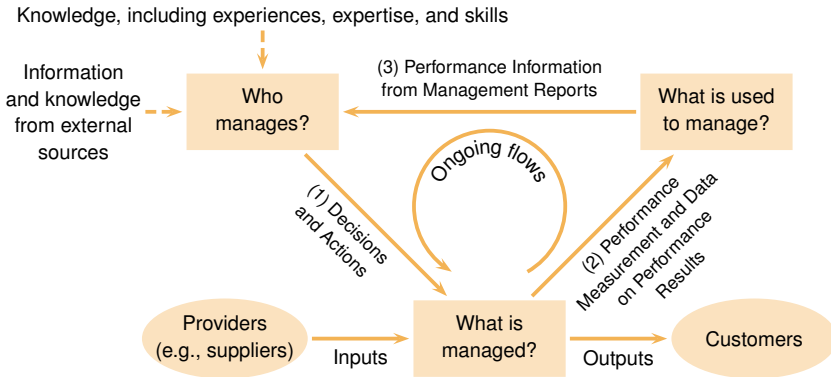 Knowledge, including experiences, expertise, and skills
Information
and knowledge
from external
sources
Who
manages?
(3) Performance Information
from Management Reports
What is used
to manage?
Ongoing flows
(1) Decisions
and Actions
(2) Performance
Measurement and Data
on Performance
Results
Providers
(e.g., suppliers)
Inputs
What is
managed?
Outputs
Customers